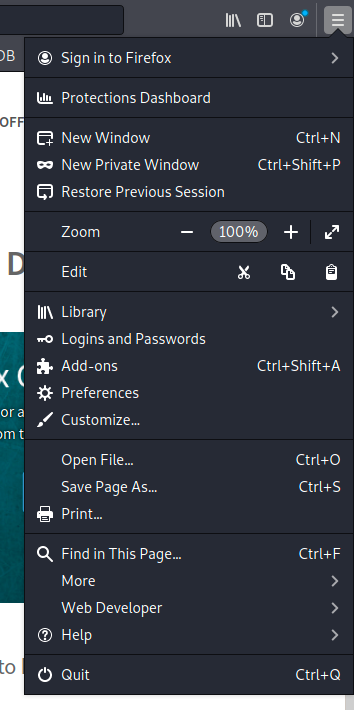 DB
Sign in to Firefox
OFF
Protections Dashboard
New Window Ctrl+N
New Private Window Ctrl+Shift+P
Restore Previous Session
Zoom 100%
D
Edit
Library
Logins and Passwords
Add-ons Ctrl+Shift+A
x
Preferences
or a
Customize...
om t
Open File... Ctrl+O
Save Page As... Ctrl+S
Print...
Find in This Page... Ctrl+F
More
Web Developer
Help
to
Quit Ctrl+Q